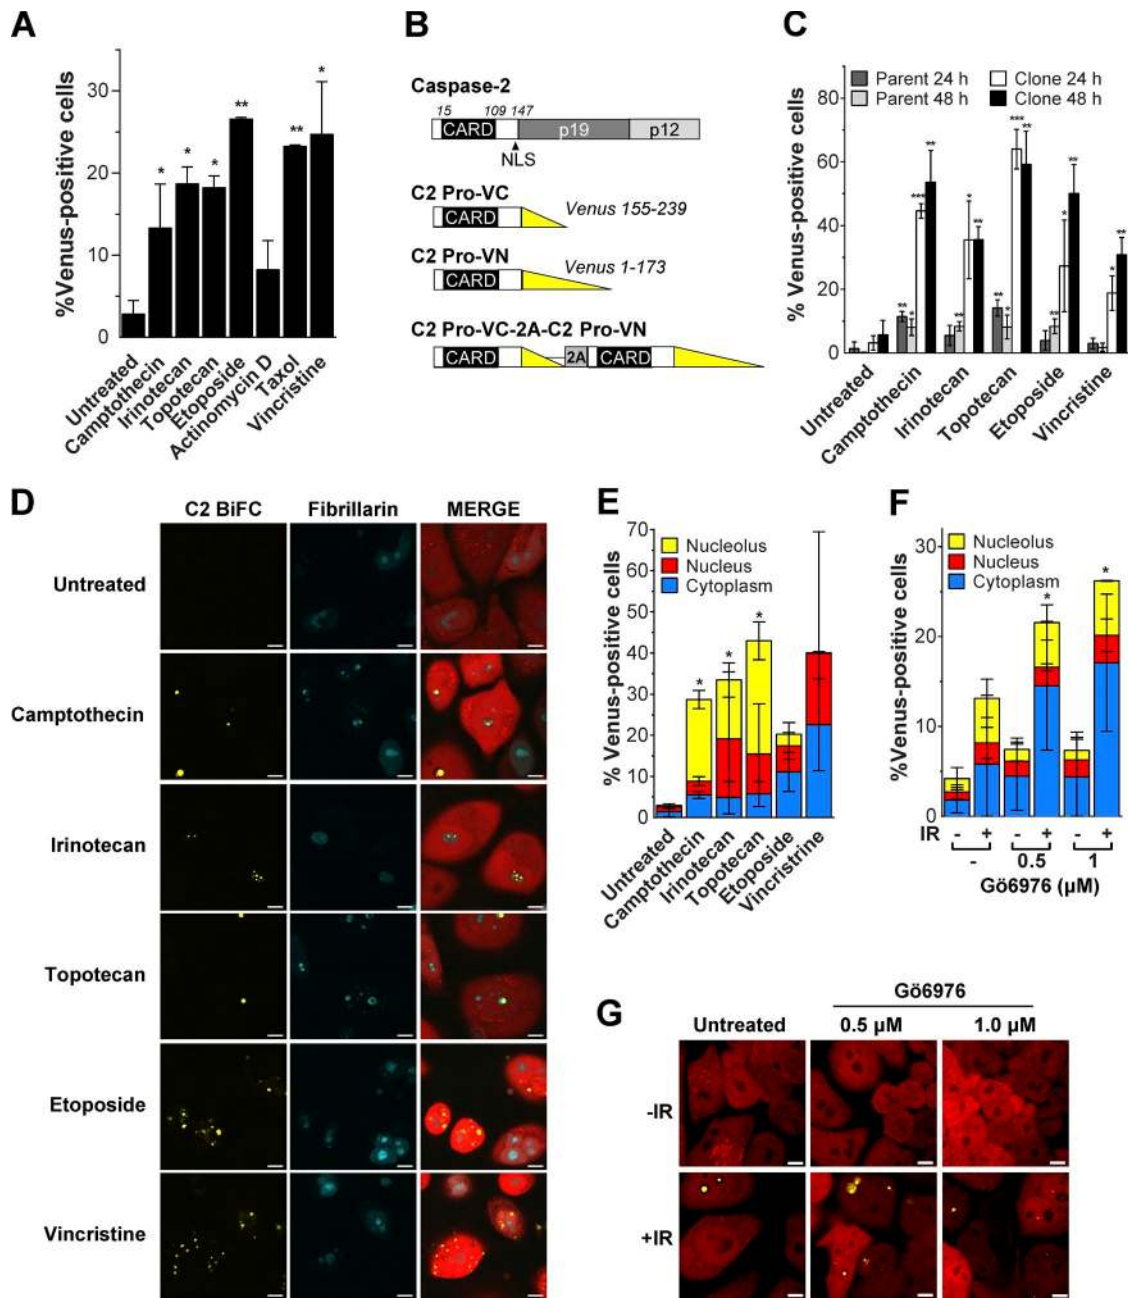 A
%Venus-positive cells
30
20
10
0
Untreated
Camptothecin
Irinotecan
Topotecan
Etoposide
Actinomycin D
Taxol
Vincristine
*
*
*
**
**
*
B
Caspase-2
15 109 147
CARD p19 p12
NLS
C2 Pro-VC
CARD Venus 155-239
C2 Pro-VN
CARD Venus 1-173
C2 Pro-VC-2A-C2 Pro-VN
CARD 2A CARD
C
% Venus-positive cells
80
60
40
20
0
Parent 24 h Clone 24 h
Parent 48 h Clone 48 h
** * *** **
** * **
** * *** **
** * **
* **
Untreated
Camptothecin
Irinotecan
Topotecan
Etoposide
Vincristine
D
C2 BiFC Fibrillarin MERGE
Untreated
Camptothecin
Irinotecan
Topotecan
Etoposide
Vincristine
E
% Venus-positive cells
70
60
50
40
30
20
10
0
Nucleolus
Nucleus
Cytoplasm
* * *
Untreated
Camptothecin
Irinotecan
Topotecan
Etoposide
Vincristrine
F
%Venus-positive cells
30
20
10
0
Nucleolus
Nucleus
Cytoplasm
* *
IR - + - + - +
- 0.5 1
Gö6976 (µM)
G
Gö6976
Untreated 0.5 µM 1.0 µM
-IR
+IR